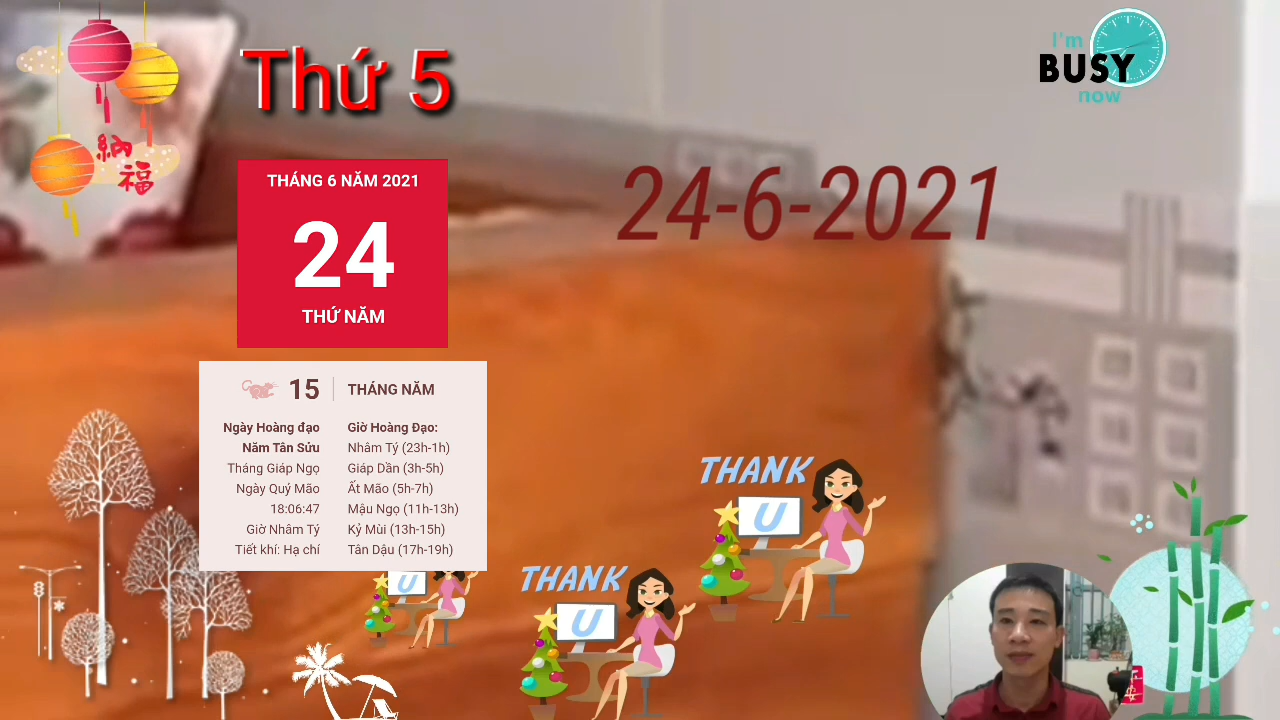 Thứ 5
I'm
BUSY
now
納
福
THÁNG 6 NĂM 2021
24
THỨ NĂM
24-6-2021
15 THÁNG NĂM
Ngày Hoàng đạo Giờ Hoàng Đạo:
Năm Tân Sửu Nhâm Tý (23h-1h)
Tháng Giáp Ngọ Giáp Dần (3h-5h)
Ngày Quý Mão Ất Mão (5h-7h)
18:06:47 Mậu Ngọ (11h-13h)
Giờ Nhâm Tý Kỷ Mùi (13h-15h)
Tiết khí: Hạ chí Tân Dậu (17h-19h)
THANK
U
U
THANK
U